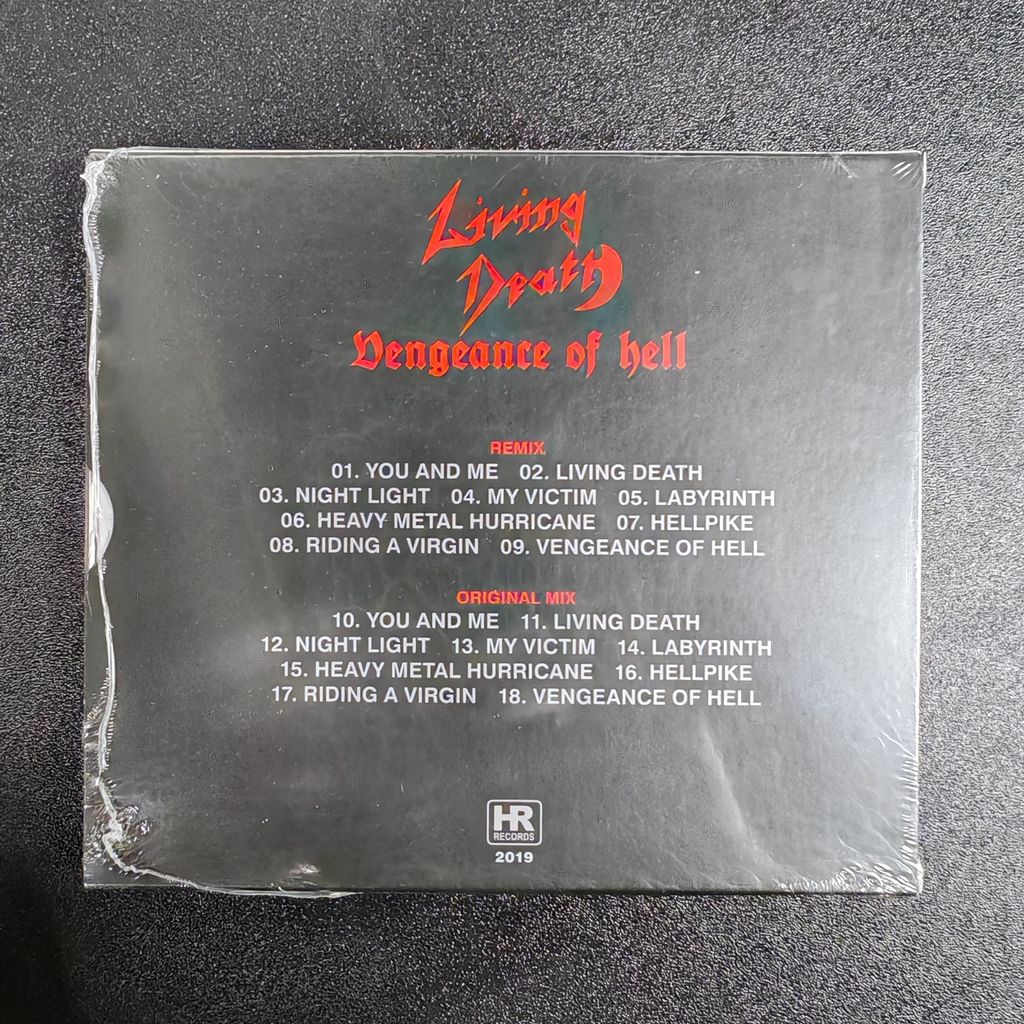 Living
Death
Vengeance of hell
REMIX
01. YOU AND ME 02. LIVING DEATH
03. NIGHT LIGHT 04. MY VICTIM 05. LABYRINTH
06. HEAVY METAL HURRICANE 07. HELLPIKE
08. RIDING A VIRGIN 09. VENGEANCE OF HELL
ORIGINAL MIX
10. YOU AND ME 11. LIVING DEATH
12. NIGHT LIGHT 13. MY VICTIM 14. LABYRINTH
15. HEAVY METAL HURRICANE 16. HELLPIKE
17. RIDING A VIRGIN 18. VENGEANCE OF HELL
HR
RECORDS
2019